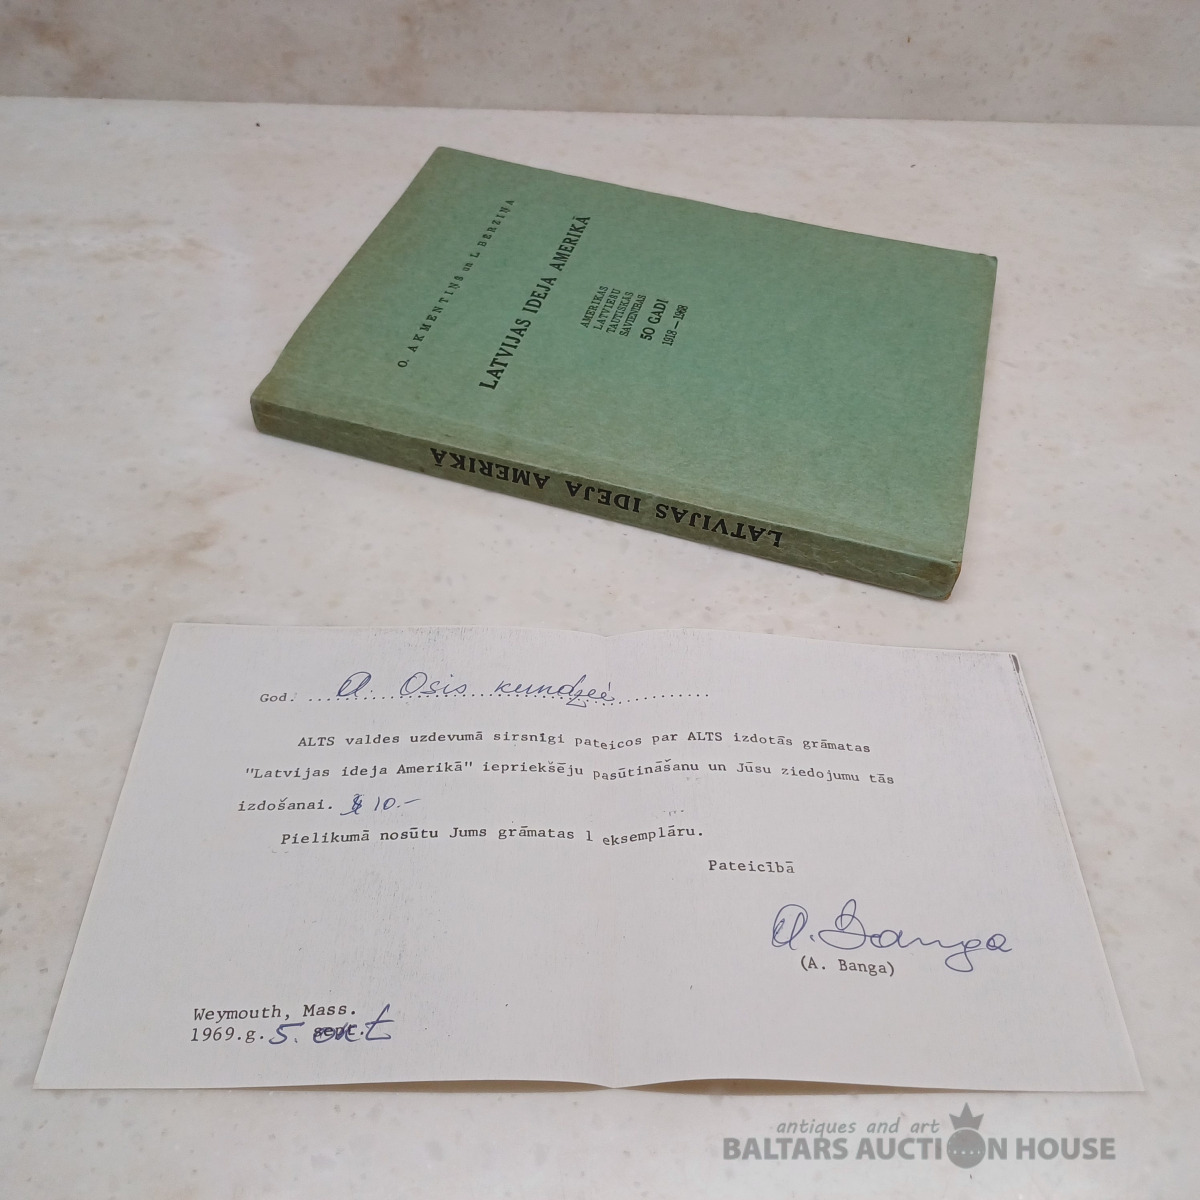 O. AKMENTIŅŠ un L. BĒRZIŅA
LATVIJAS IDEJA AMERIKĀ
AMERIKAS
LATVIEŠU
TAUTISKĀS
SAVIENĪBAS
50 GADI
1918—1968
LATVIJAS IDEJA AMERIKĀ
God. ...A. Osis kundzei..........
ALTS valdes uzdevumā sirsnīgi pateicos par ALTS izdotās grāmatas
"Latvijas ideja Amerikā" iepriekšēju pasūtināšanu un Jūsu ziedojumu tās
izdošanai. $ 10.—
Pielikumā nosūtu Jums grāmatas 1 eksemplāru.
Pateicībā
A. Banga
(A. Banga)
Weymouth, Mass.
1969.g. 5. okt
antiques and art
BALTARS AUCTION HOUSE